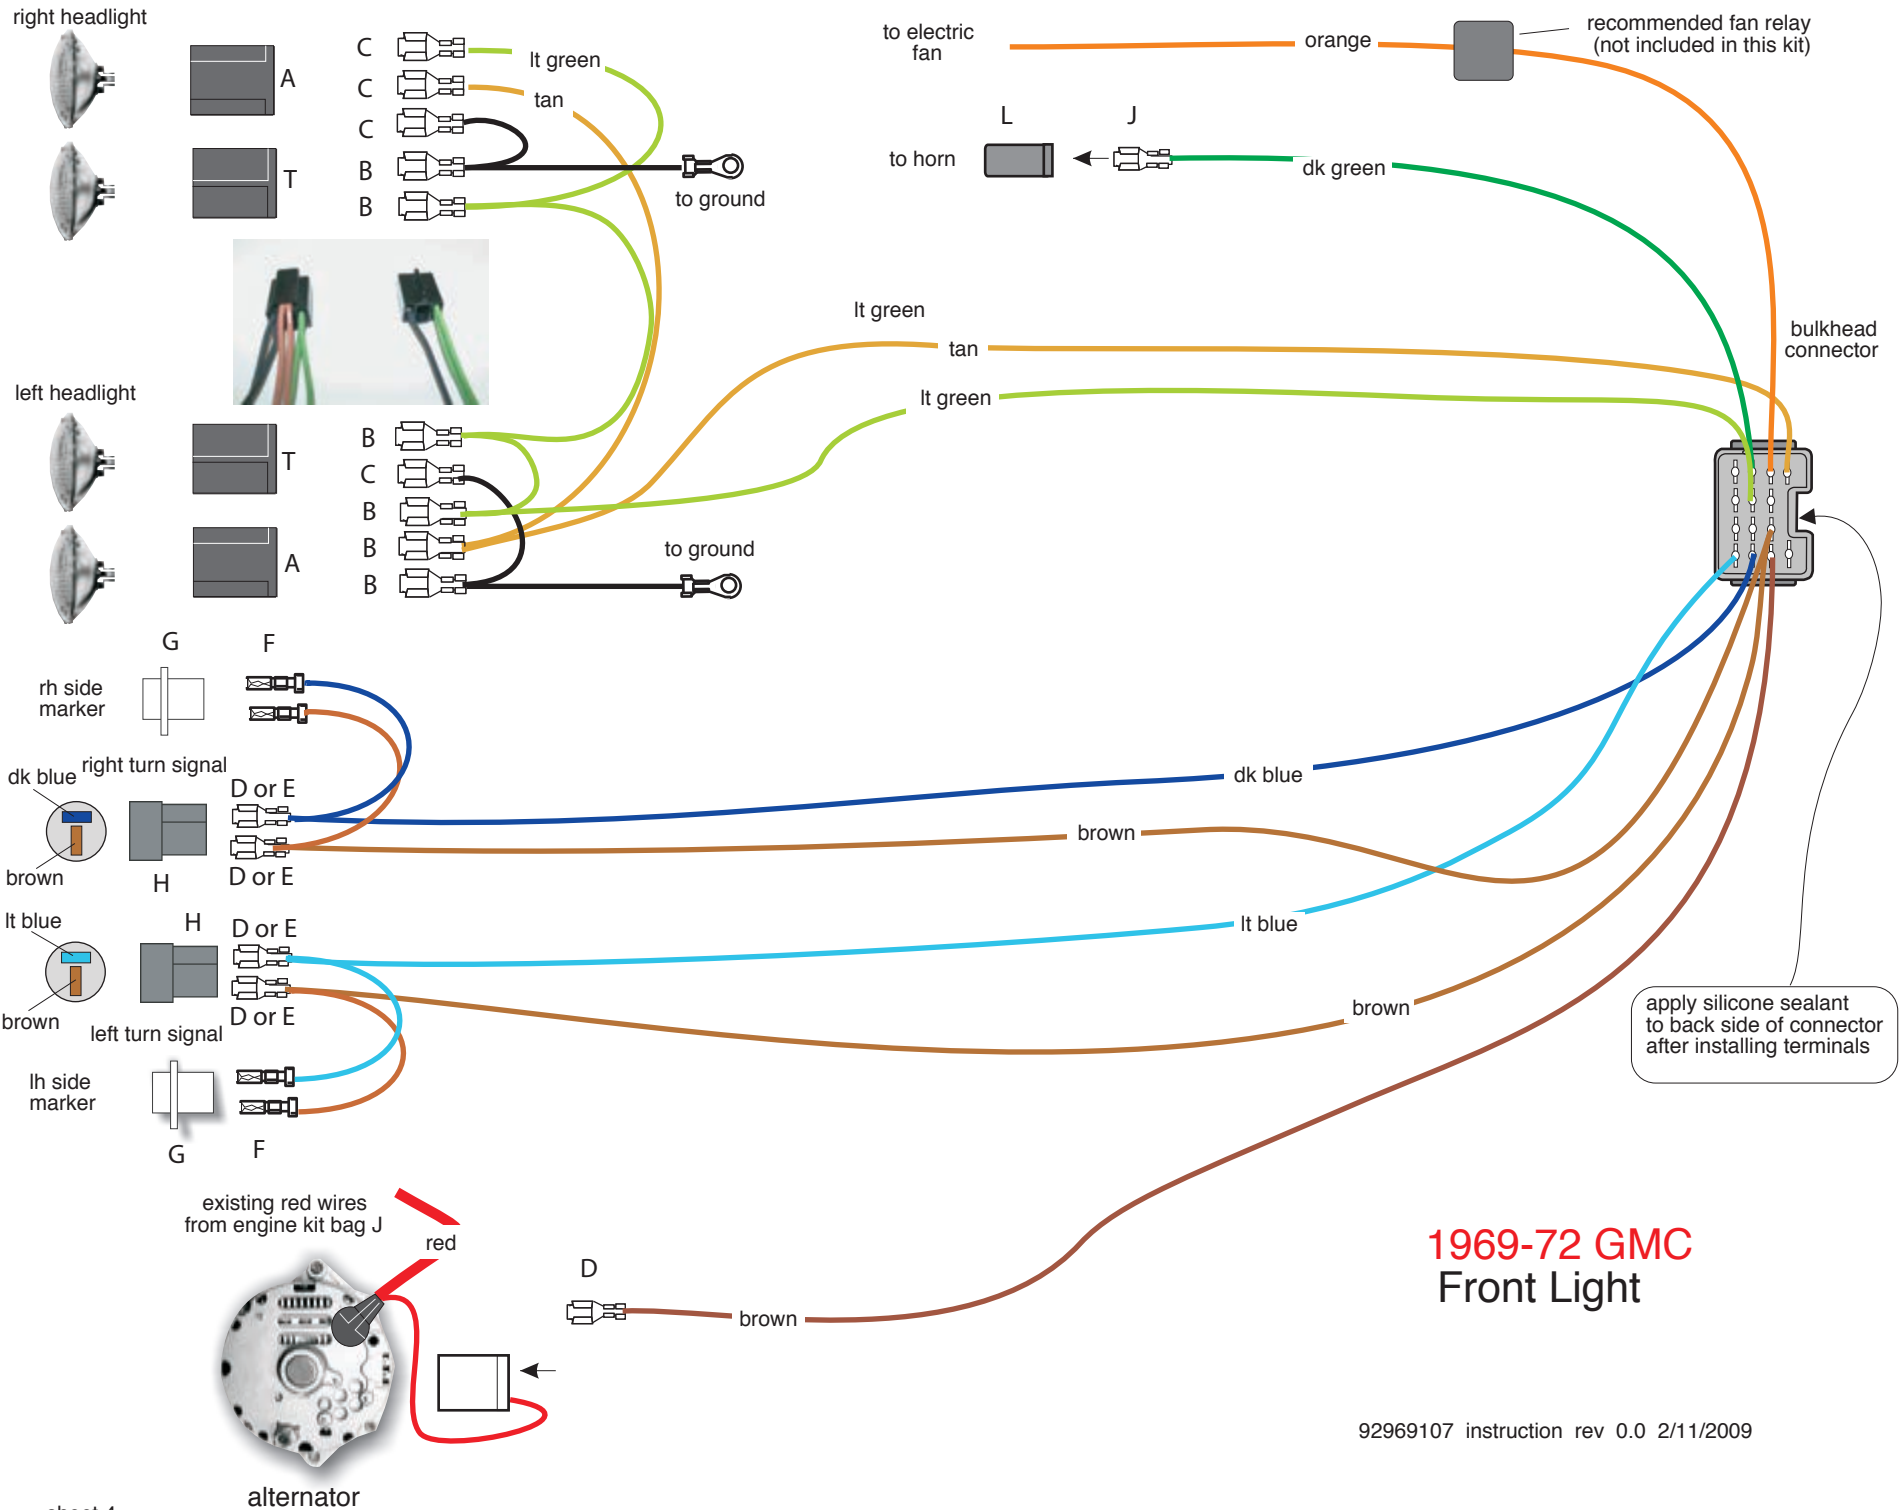 right headlight
A
T
C
C
C
B
B
lt green
tan
to ground
to electric
fan
orange
recommended fan relay
(not included in this kit)
L
J
to horn
dk green
lt green
tan
lt green
bulkhead
connector
left headlight
T
A
B
C
B
B
B
to ground
G
F
rh side
marker
right turn signal
dk blue
D or E
brown
H
D or E
dk blue
brown
lt blue
H
D or E
brown
D or E
left turn signal
lt blue
brown
lh side
marker
G
F
apply silicone sealant
to back side of connector
after installing terminals
existing red wires
from engine kit bag J
red
D
brown
alternator
1969-72 GMC
Front Light
92969107 instruction rev 0.0 2/11/2009